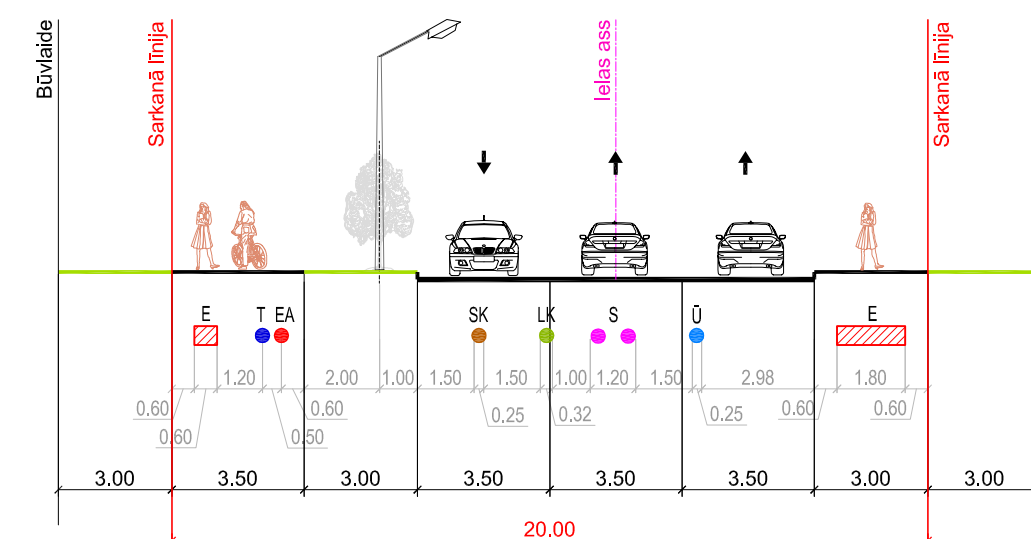 Būvlaide
Sarkanā līnija
Ielas ass
Sarkanā līnija
E T EA SK LK S Ū E
1.20 2.00 1.00 1.50 1.50 1.00 1.20 1.50 2.98 1.80
0.60 0.60 0.25 0.32 0.25 0.60 0.60
0.60 0.50
3.00 3.50 3.00 3.50 3.50 3.50 3.00 3.00
20.00